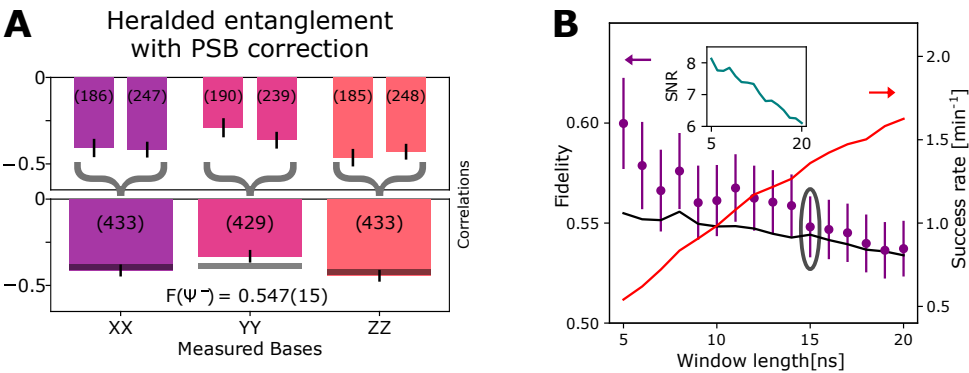 A
Heralded entanglement
with PSB correction
0
−0.5
(186) (247) (190) (239) (185) (248)
0
−0.5
(433) (429) (433)
F(Ψ⁻) = 0.547(15)
XX YY ZZ
Measured Bases
Correlations
B
Fidelity
0.60
0.55
0.50
SNR
8
7
6
5 20
2.0
1.5
1.0
0.5
Success rate [min⁻¹]
5 10 15 20
Window length[ns]